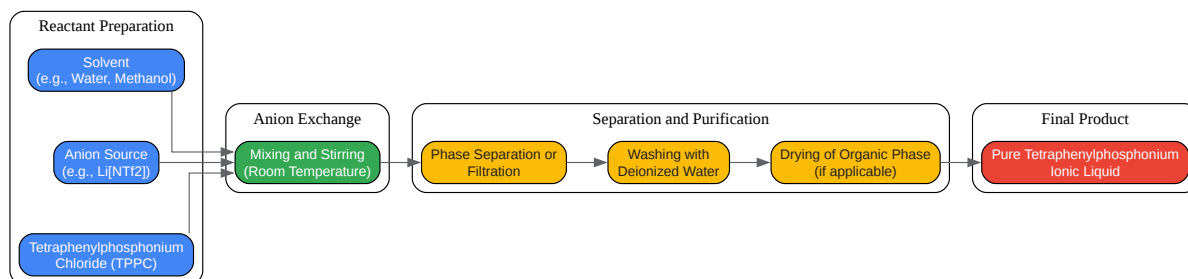 Reactant Preparation
Solvent
(e.g., Water, Methanol)
Anion Source
(e.g., Li[NTf2])
Tetraphenylphosphonium
Chloride (TPPC)
Anion Exchange
Mixing and Stirring
(Room Temperature)
Separation and Purification
Phase Separation or
Filtration
Washing with
Deionized Water
Drying of Organic Phase
(if applicable)
Final Product
Pure Tetraphenylphosphonium
Ionic Liquid